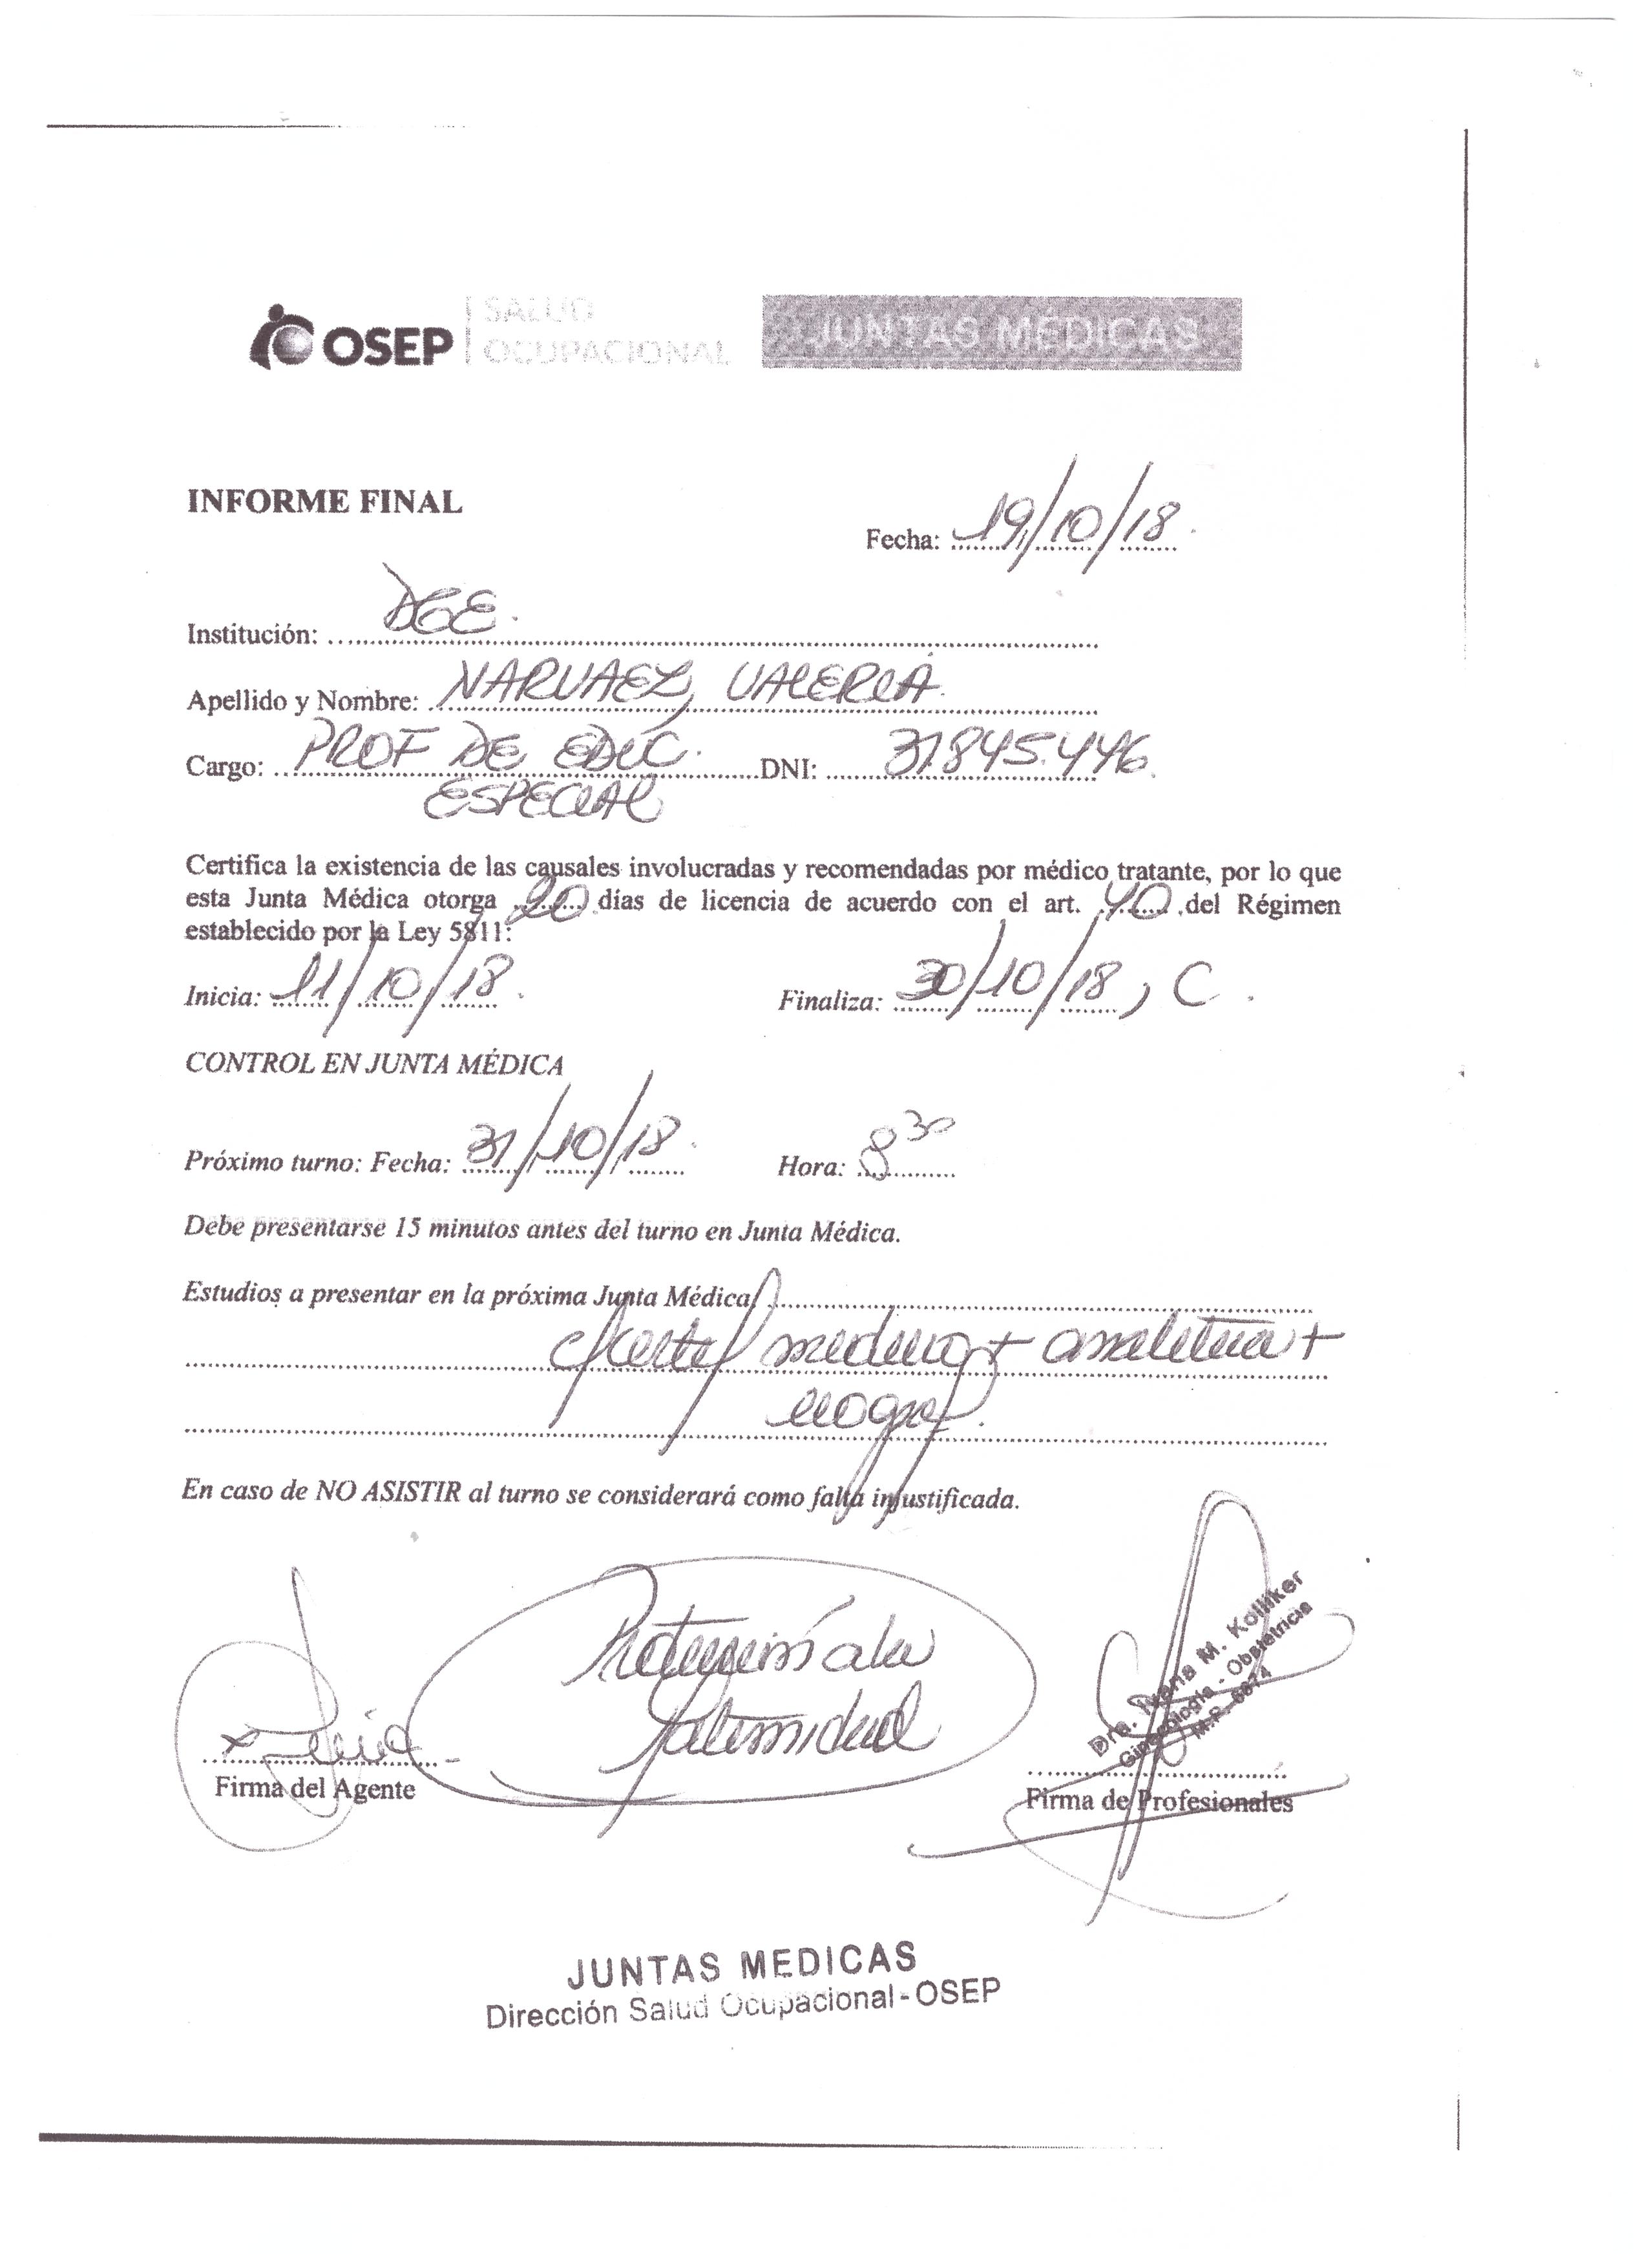 OSEP
SALUD
OCUPACIONAL
JUNTAS MÉDICAS
INFORME FINAL
Fecha: 19/10/18.
Institución: DGE.
Apellido y Nombre: NARVAEZ, VALERIA.
Cargo: PROF DE EDUC. DNI: 31.845.446.
ESPECIAL
Certifica la existencia de las causales involucradas y recomendadas por médico tratante, por lo que
esta Junta Médica otorga 20 días de licencia de acuerdo con el art. 40 del Régimen
establecido por la Ley 5811:
Inicia: 11/10/18. Finaliza: 30/10/18, C.
CONTROL EN JUNTA MÉDICA
Próximo turno: Fecha: 31/10/18. Hora: 8 30
Debe presentarse 15 minutos antes del turno en Junta Médica.
Estudios a presentar en la próxima Junta Médica
c/certif medico + analitica +
ecograf.
En caso de NO ASISTIR al turno se considerará como falta injustificada.
Dra. M. Kolliker
Ginecología - Obstetricia
M.P.
Firma del Agente
Firma de Profesionales
JUNTAS MEDICAS
Dirección Salud Ocupacional - OSEP